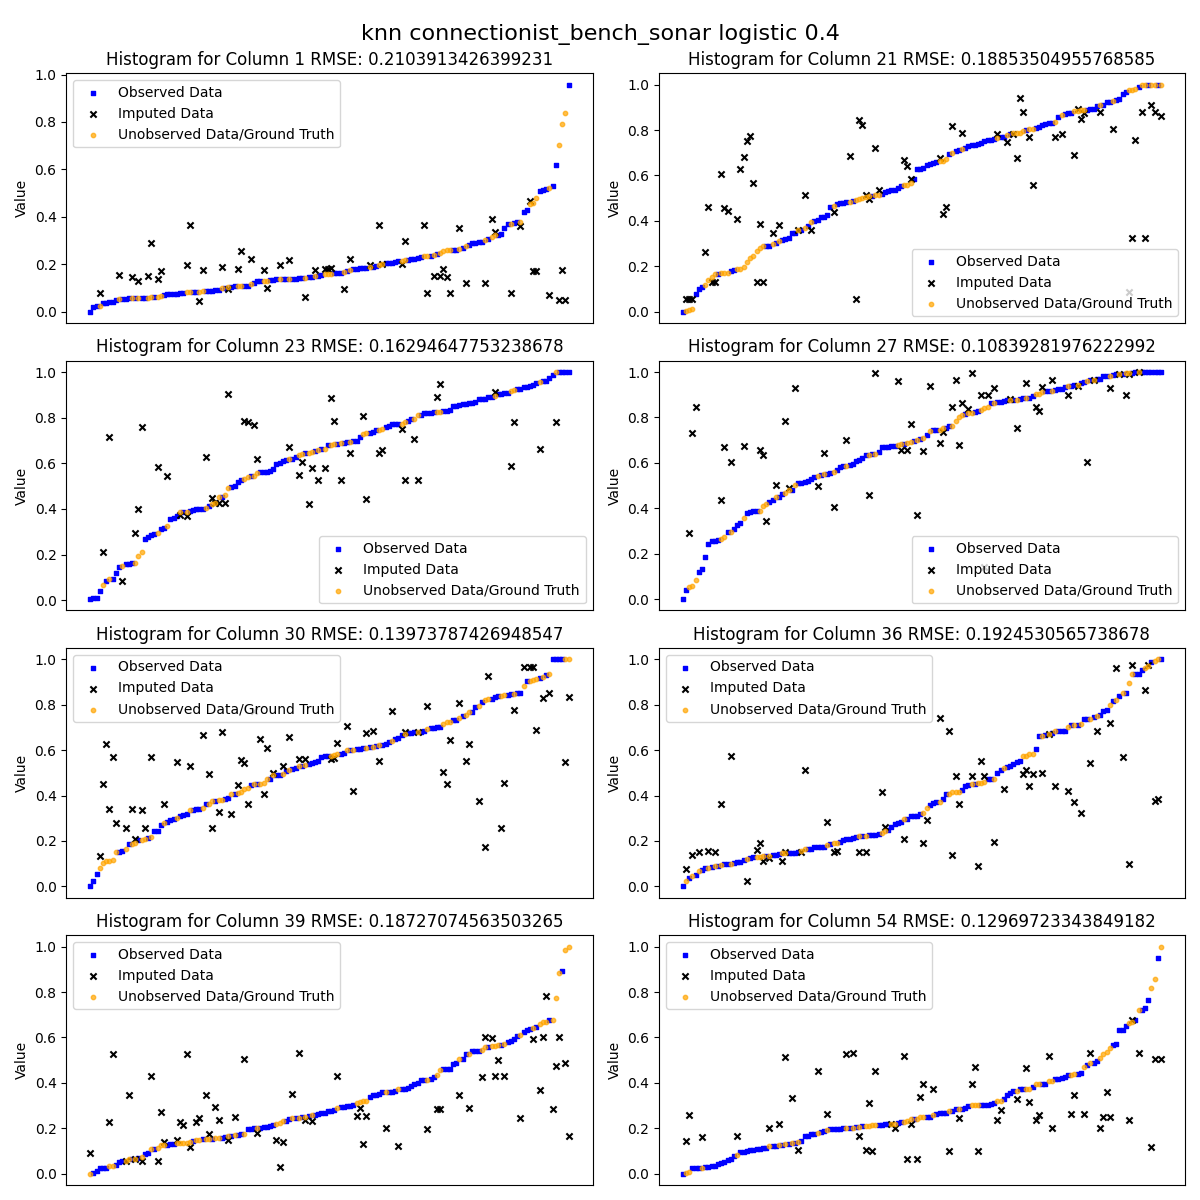 knn connectionist_bench_sonar logistic 0.4
Histogram for Column 1 RMSE: 0.2103913426399231
Value
1.0
0.8
0.6
0.4
0.2
0.0
Observed Data
Imputed Data
Unobserved Data/Ground Truth
Histogram for Column 21 RMSE: 0.18853504955768585
Value
1.0
0.8
0.6
0.4
0.2
0.0
Observed Data
Imputed Data
Unobserved Data/Ground Truth
Histogram for Column 23 RMSE: 0.16294647753238678
Value
1.0
0.8
0.6
0.4
0.2
0.0
Observed Data
Imputed Data
Unobserved Data/Ground Truth
Histogram for Column 27 RMSE: 0.10839281976222992
Value
1.0
0.8
0.6
0.4
0.2
0.0
Observed Data
Imputed Data
Unobserved Data/Ground Truth
Histogram for Column 30 RMSE: 0.13973787426948547
Value
1.0
0.8
0.6
0.4
0.2
0.0
Observed Data
Imputed Data
Unobserved Data/Ground Truth
Histogram for Column 36 RMSE: 0.1924530565738678
Value
1.0
0.8
0.6
0.4
0.2
0.0
Observed Data
Imputed Data
Unobserved Data/Ground Truth
Histogram for Column 39 RMSE: 0.18727074563503265
Value
1.0
0.8
0.6
0.4
0.2
0.0
Observed Data
Imputed Data
Unobserved Data/Ground Truth
Histogram for Column 54 RMSE: 0.12969723343849182
Value
1.0
0.8
0.6
0.4
0.2
0.0
Observed Data
Imputed Data
Unobserved Data/Ground Truth